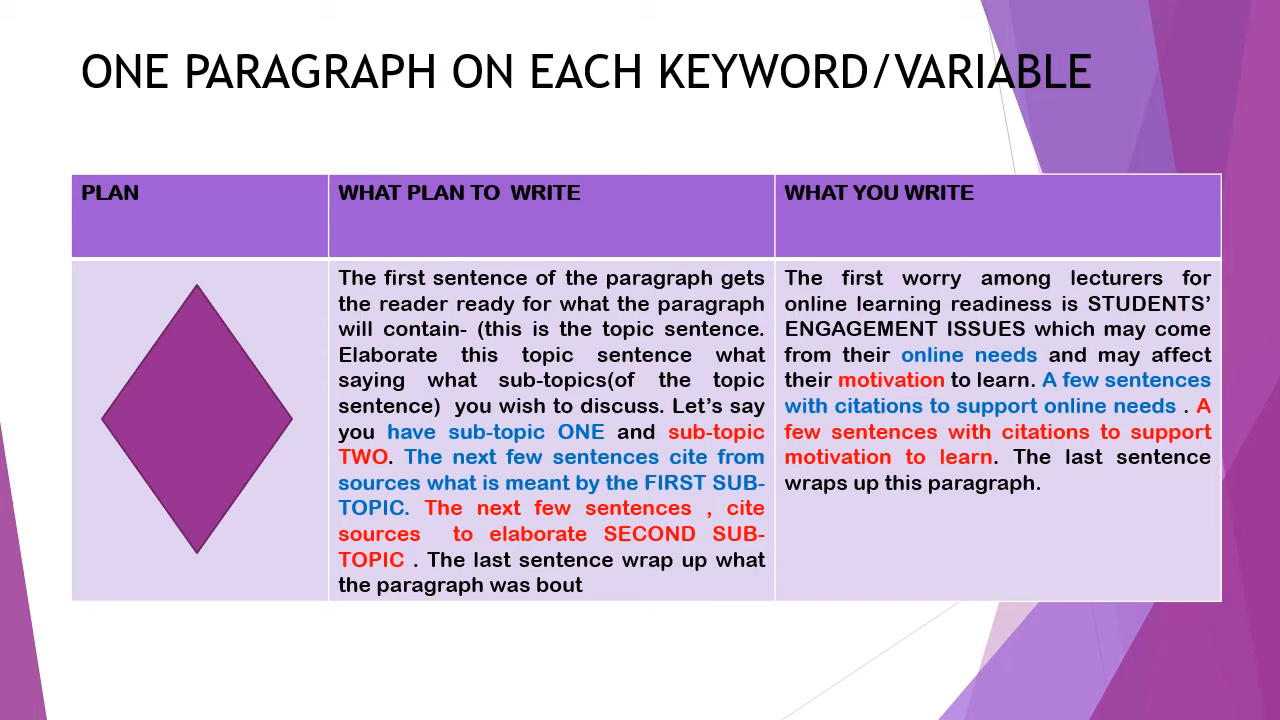 ONE PARAGRAPH ON EACH KEYWORD/VARIABLE
PLAN
WHAT PLAN TO WRITE
WHAT YOU WRITE
The first sentence of the paragraph gets
the reader ready for what the paragraph
will contain- (this is the topic sentence.
Elaborate this topic sentence what
saying what sub-topics(of the topic
sentence) you wish to discuss. Let's say
you have sub-topic ONE and sub-topic
TWO. The next few sentences cite from
sources what is meant by the FIRST SUB-
TOPIC. The next few sentences , cite
sources to elaborate SECOND SUB-
TOPIC . The last sentence wrap up what
the paragraph was bout
The first worry among lecturers for
online learning readiness is STUDENTS'
ENGAGEMENT ISSUES which may come
from their online needs and may affect
their motivation to learn. A few sentences
with citations to support online needs . A
few sentences with citations to support
motivation to learn. The last sentence
wraps up this paragraph.